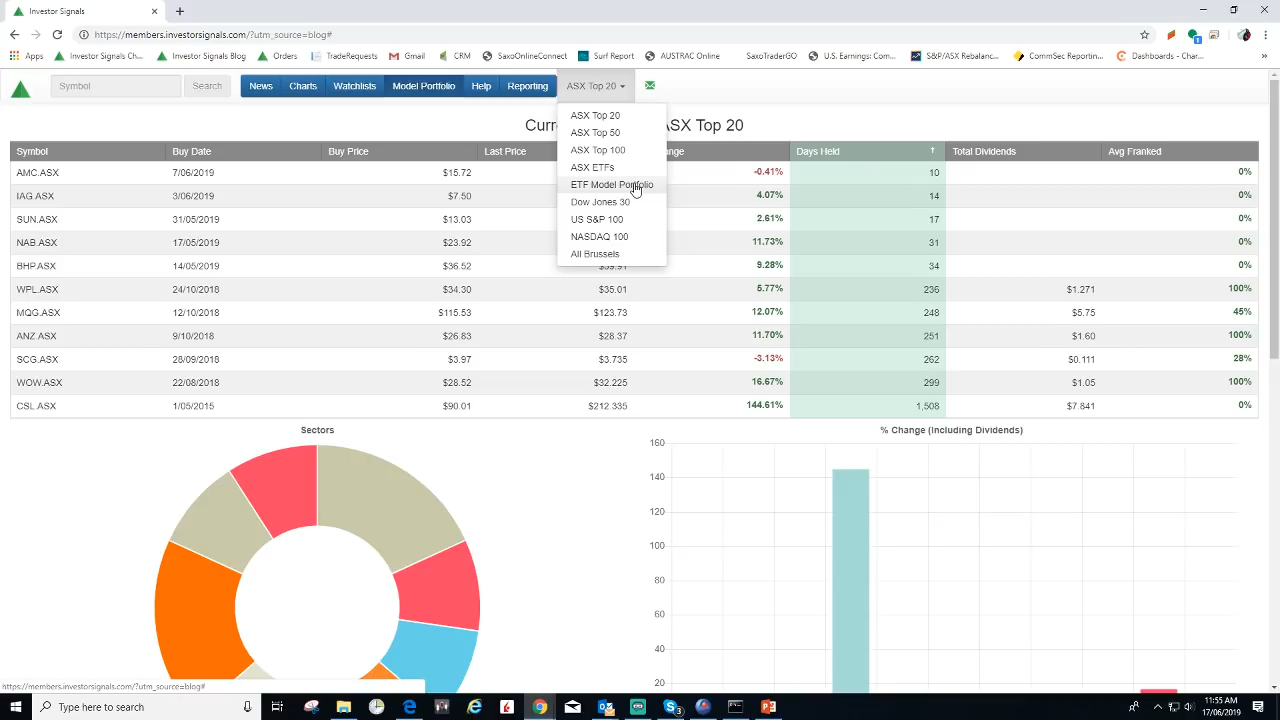 Investor Signals
https://members.investorsignals.com/?utm_source=blog#
Apps Investor Signals Ch... Investor Signals Blog Orders TradeRequests Gmail CRM SaxoOnlineConnect Surf Report AUSTRAC Online SaxoTraderGO U.S. Earnings: Com... S&P/ASX Rebalanc... CommSec Reporting... Dashboards - Char...
Symbol Search News Charts Watchlists Model Portfolio Help Reporting ASX Top 20
ASX Top 20
ASX Top 50
ASX Top 100
ASX ETFs
ETF Model Portfolio
Dow Jones 30
US S&P 100
NASDAQ 100
All Brussels
ASX Top 20
Symbol Buy Date Buy Price Last Price Days Held Total Dividends Avg Franked
AMC.ASX 7/06/2019 $15.72 -0.41% 10 0%
IAG.ASX 3/06/2019 $7.50 4.07% 14 0%
SUN.ASX 31/05/2019 $13.03 2.61% 17 0%
NAB.ASX 17/05/2019 $23.92 11.73% 31 0%
BHP.ASX 14/05/2019 $36.52 $39.91 9.28% 34 0%
WPL.ASX 24/10/2018 $34.30 $35.01 5.77% 236 $1.271 100%
MQG.ASX 12/10/2018 $115.53 $123.73 12.07% 248 $5.75 45%
ANZ.ASX 9/10/2018 $26.83 $28.37 11.70% 251 $1.60 100%
SCG.ASX 28/09/2018 $3.97 $3.735 -3.13% 262 $0.111 28%
WOW.ASX 22/08/2018 $28.52 $32.225 16.67% 299 $1.05 100%
CSL.ASX 1/05/2015 $90.01 $212.335 144.61% 1,508 $7.841 0%
Sectors
% Change (Including Dividends)
160
140
120
100
80
60
40
20
https://members.investorsignals.com/?utm_source=blog#
Type here to search
11:55 AM
17/06/2019